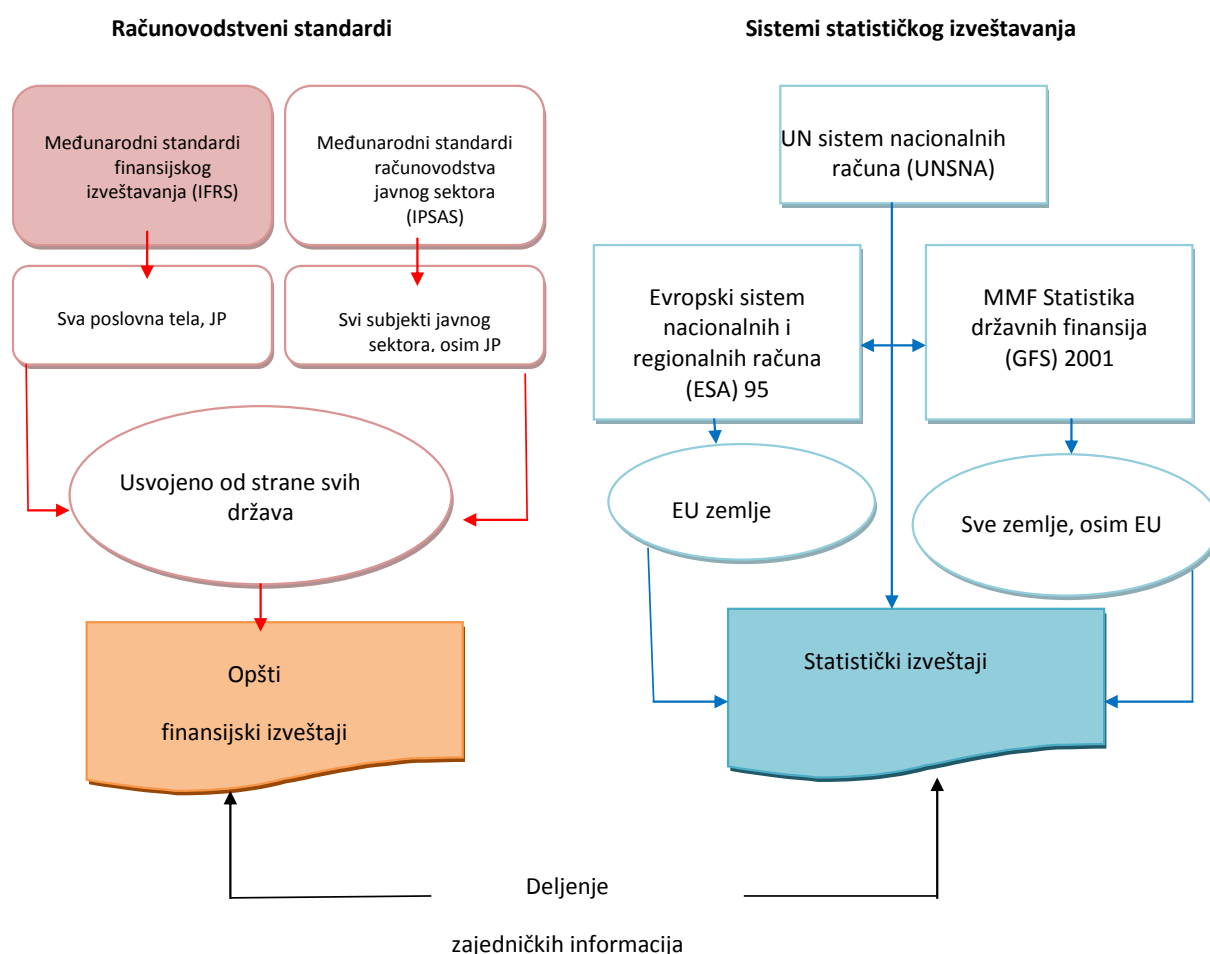 Računovodstveni standardi
Sistemi statističkog izveštavanja
Međunarodni standardi
finansijskog
izveštavanja (IFRS)
Međunarodni standardi
računovodstva
javnog sektora
(IPSAS)
UN sistem nacionalnih
računa (UNSNA)
Sva poslovna tela, JP
Svi subjekti javnog
sektora, osim JP
Evropski sistem
nacionalnih i
regionalnih računa
(ESA) 95
MMF Statistika
državnih finansija
(GFS) 2001
Usvojeno od strane svih
država
EU zemlje
Sve zemlje, osim EU
Opšti
finansijski izveštaji
Statistički izveštaji
Deljenje
zajedničkih informacija